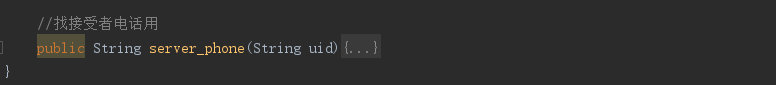 //找接受者电话用
public String server_phone(String uid){...}
}